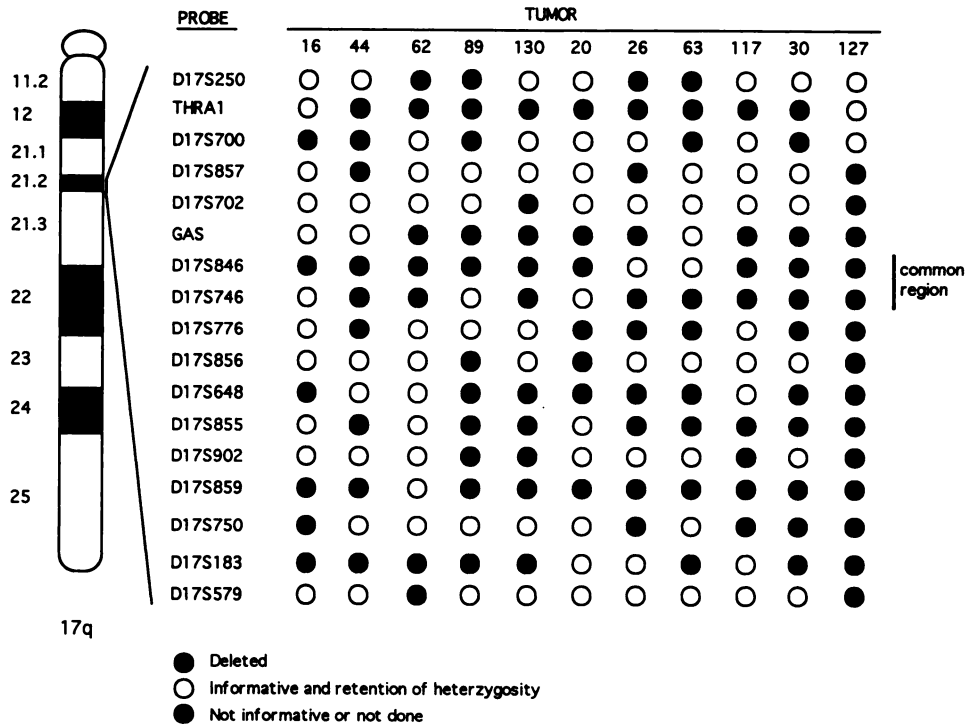 PROBE
TUMOR
16 44 62 89 130 20 26 63 117 30 127
11.2
12
21.1
21.2
21.3
22
23
24
25
17q
D17S250
THRA1
D17S700
D17S857
D17S702
GAS
D17S846
D17S746
D17S776
D17S856
D17S648
D17S855
D17S902
D17S859
D17S750
D17S183
D17S579
common
region
Deleted
Informative and retention of heterzygosity
Not informative or not done